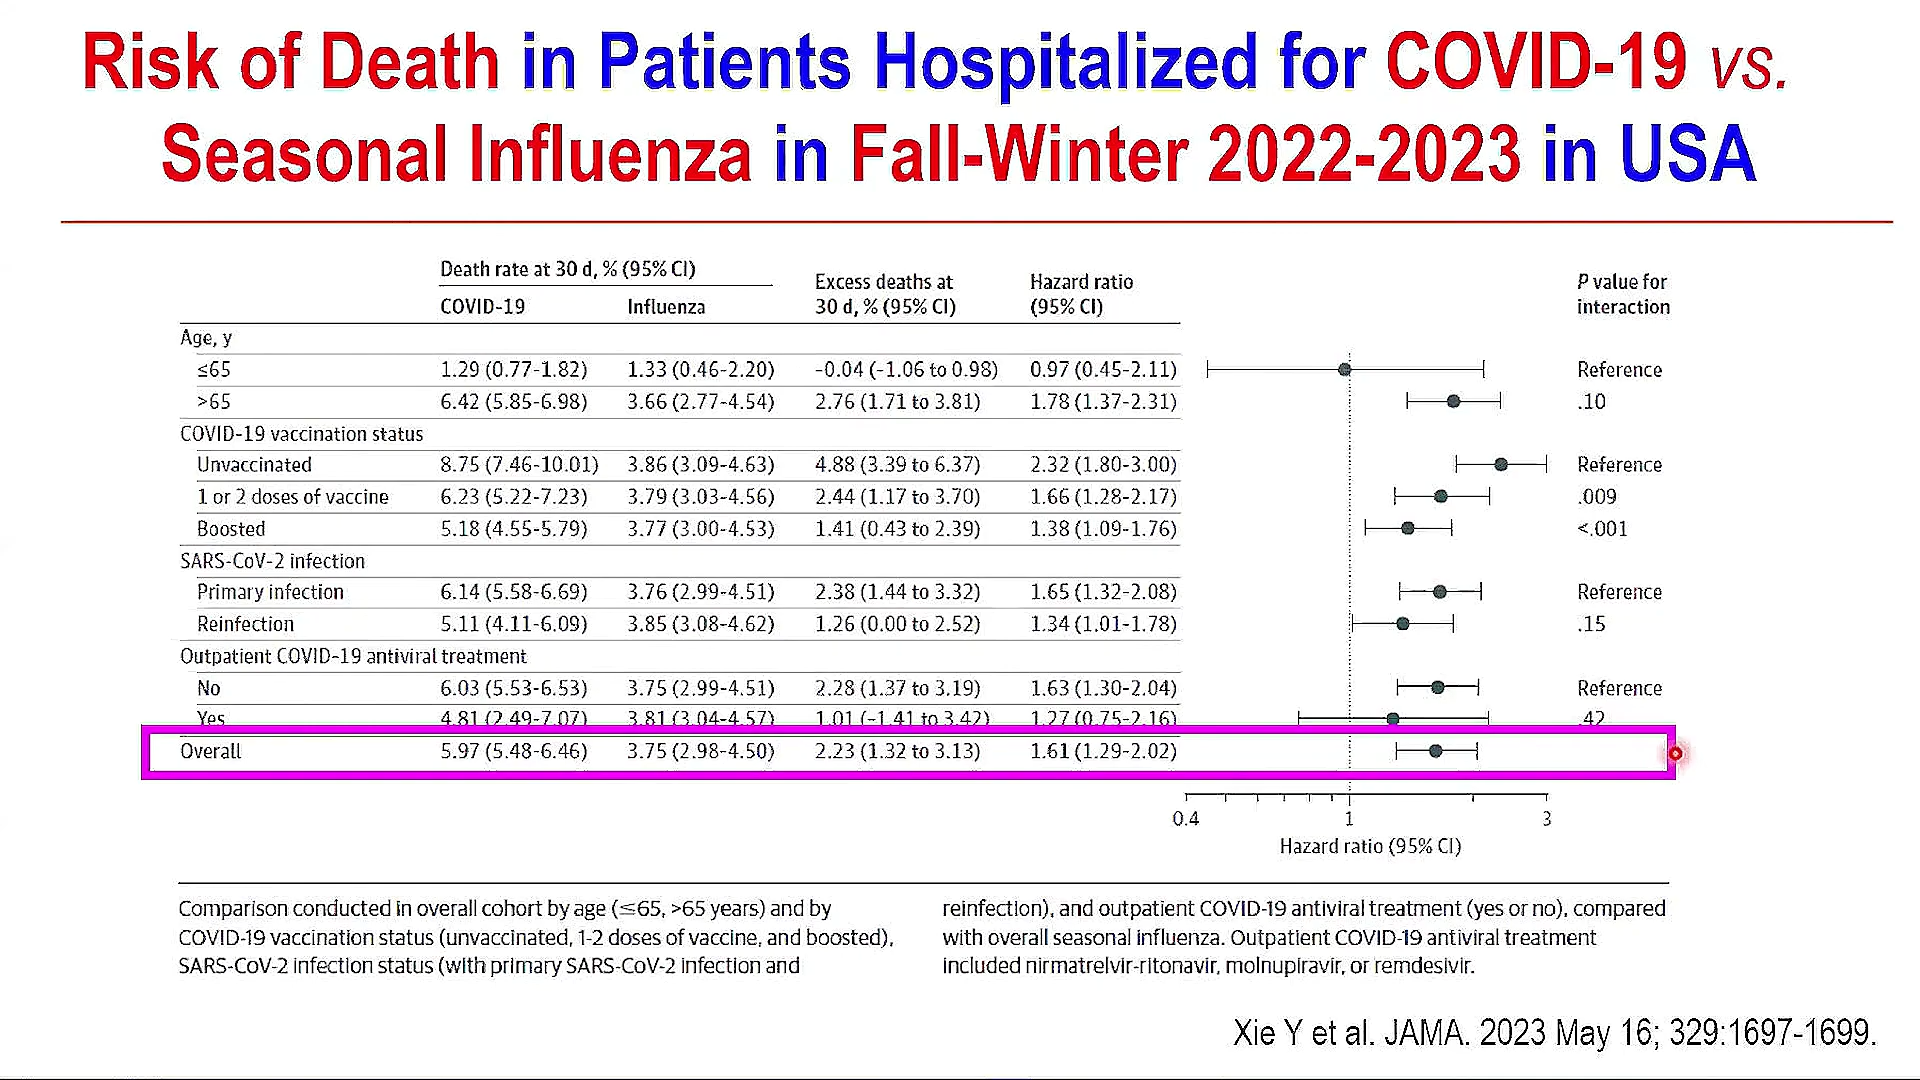 Risk of Death in Patients Hospitalized for COVID-19 vs.
Seasonal Influenza in Fall-Winter 2022-2023 in USA
Death rate at 30 d, % (95% CI)
COVID-19 Influenza Excess deaths at 30 d, % (95% CI) Hazard ratio (95% CI) P value for interaction
Age, y
≤65 1.29 (0.77-1.82) 1.33 (0.46-2.20) -0.04 (-1.06 to 0.98) 0.97 (0.45-2.11) Reference
>65 6.42 (5.85-6.98) 3.66 (2.77-4.54) 2.76 (1.71 to 3.81) 1.78 (1.37-2.31) .10
COVID-19 vaccination status
Unvaccinated 8.75 (7.46-10.01) 3.86 (3.09-4.63) 4.88 (3.39 to 6.37) 2.32 (1.80-3.00) Reference
1 or 2 doses of vaccine 6.23 (5.22-7.23) 3.79 (3.03-4.56) 2.44 (1.17 to 3.70) 1.66 (1.28-2.17) .009
Boosted 5.18 (4.55-5.79) 3.77 (3.00-4.53) 1.41 (0.43 to 2.39) 1.38 (1.09-1.76) <.001
SARS-CoV-2 infection
Primary infection 6.14 (5.58-6.69) 3.76 (2.99-4.51) 2.38 (1.44 to 3.32) 1.65 (1.32-2.08) Reference
Reinfection 5.11 (4.11-6.09) 3.85 (3.08-4.62) 1.26 (0.00 to 2.52) 1.34 (1.01-1.78) .15
Outpatient COVID-19 antiviral treatment
No 6.03 (5.53-6.53) 3.75 (2.99-4.51) 2.28 (1.37 to 3.19) 1.63 (1.30-2.04) Reference
Yes 4.81 (2.49-7.07) 3.81 (3.04-4.57) 1.01 (-1.41 to 3.42) 1.27 (0.75-2.16) .42
Overall 5.97 (5.48-6.46) 3.75 (2.98-4.50) 2.23 (1.32 to 3.13) 1.61 (1.29-2.02)
0.4 1 3
Hazard ratio (95% CI)
Comparison conducted in overall cohort by age (≤65, >65 years) and by
COVID-19 vaccination status (unvaccinated, 1-2 doses of vaccine, and boosted),
SARS-CoV-2 infection status (with primary SARS-CoV-2 infection and
reinfection), and outpatient COVID-19 antiviral treatment (yes or no), compared
with overall seasonal influenza. Outpatient COVID-19 antiviral treatment
included nirmatrelvir-ritonavir, molnupiravir, or remdesivir.
Xie Y et al. JAMA. 2023 May 16; 329:1697-1699.